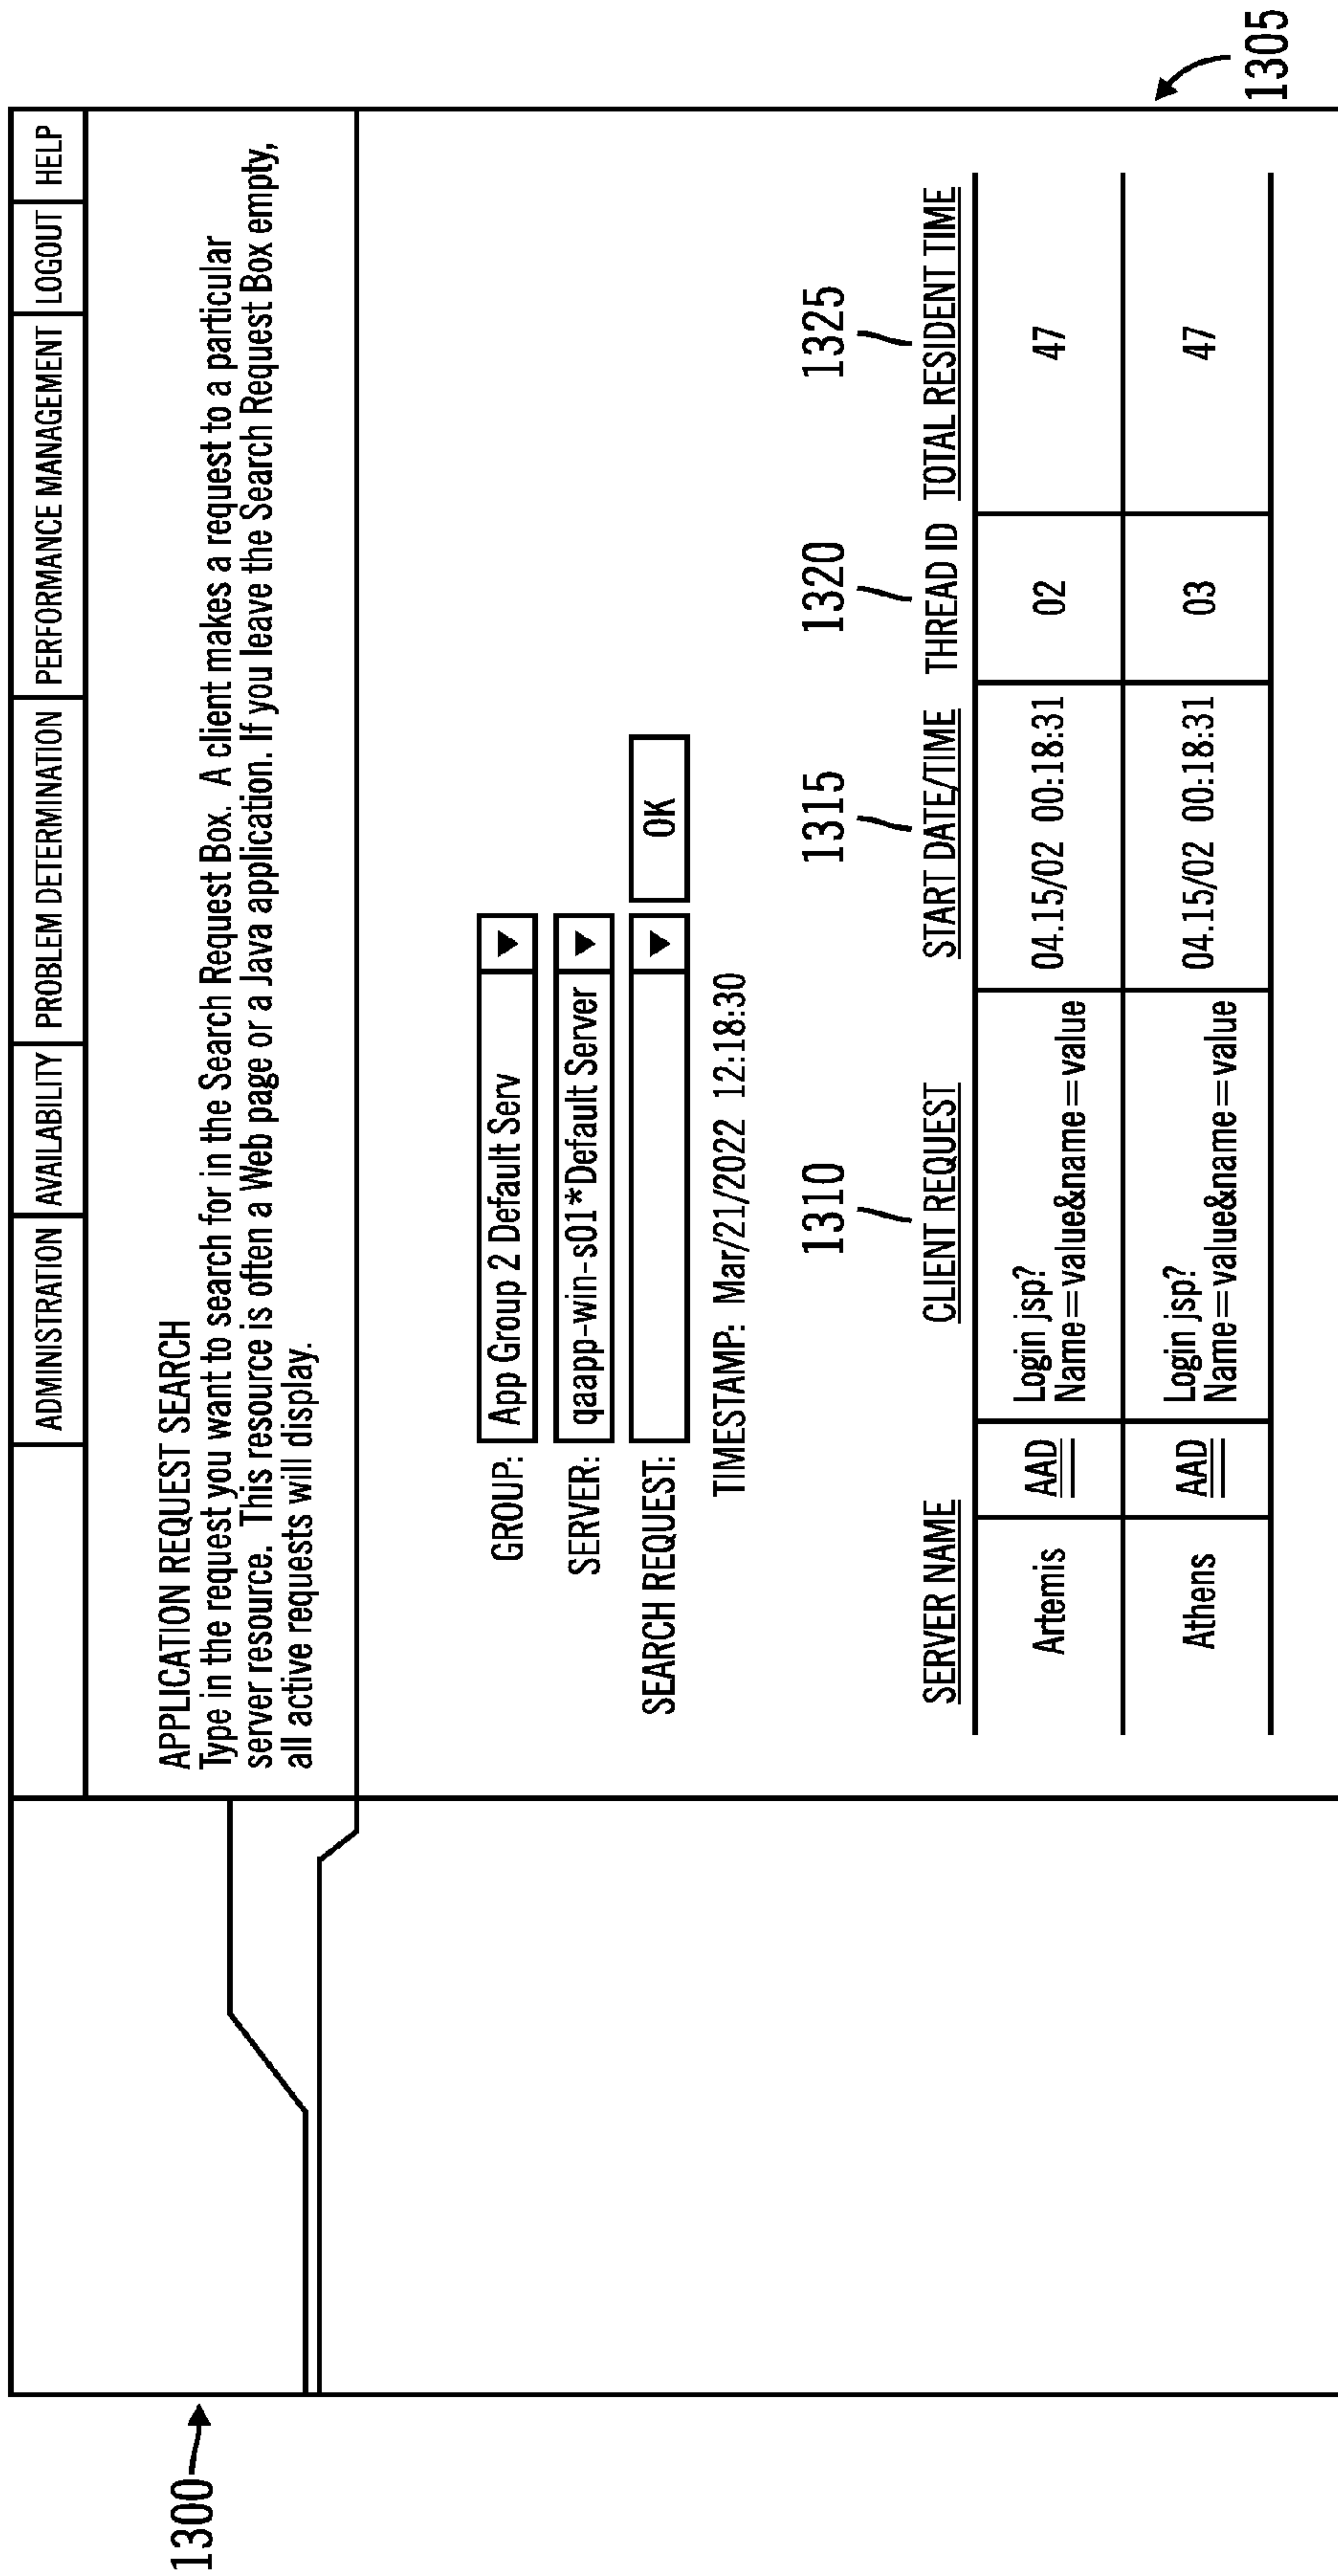 1300
ADMINISTRATION AVAILABILITY PROBLEM DETERMINATION PERFORMANCE MANAGEMENT LOGOUT HELP
APPLICATION REQUEST SEARCH
Type in the request you want to search for in the Search Request Box. A client makes a request to a particular
server resource. This resource is often a Web page or a Java application. If you leave the Search Request Box empty,
all active requests will display.
GROUP: App Group 2 Default Serv
SERVER: qaapp-win-s01*Default Server
SEARCH REQUEST: OK
TIMESTAMP: Mar/21/2022 12:18:30
1310 1315 1320 1325
SERVER NAME CLIENT REQUEST START DATE/TIME THREAD ID TOTAL RESIDENT TIME
Artemis AAD Login jsp? 04.15/02 00:18:31 02 47
Name=value&name=value
Athens AAD Login jsp? 04.15/02 00:18:31 03 47
Name=value&name=value
1305